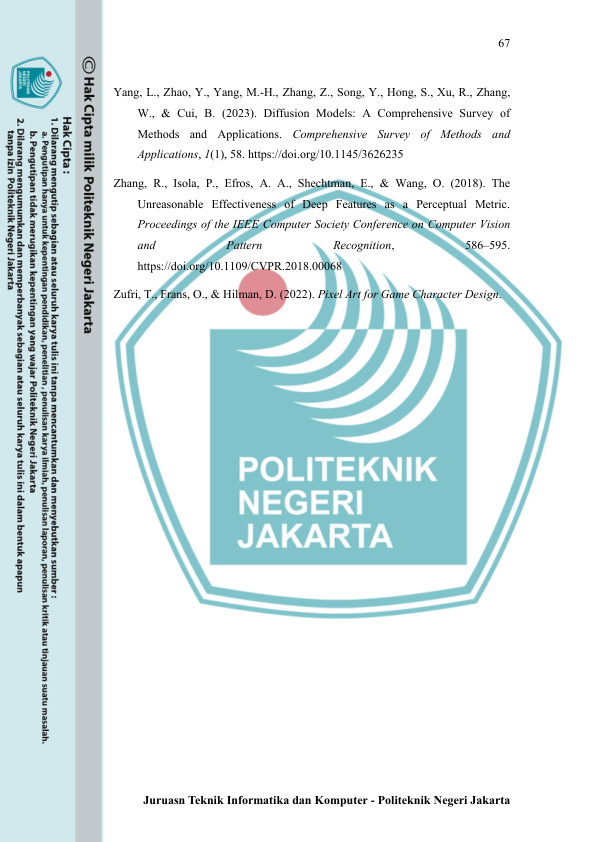 67
Yang, L., Zhao, Y., Yang, M.-H., Zhang, Z., Song, Y., Hong, S., Xu, R., Zhang,
W., & Cui, B. (2023). Diffusion Models: A Comprehensive Survey of
Methods and Applications. Comprehensive Survey of Methods and
Applications, 1(1), 58. https://doi.org/10.1145/3626235
Zhang, R., Isola, P., Efros, A. A., Shechtman, E., & Wang, O. (2018). The
Unreasonable Effectiveness of Deep Features as a Perceptual Metric.
Proceedings of the IEEE Computer Society Conference on Computer Vision
and Pattern Recognition, 586–595.
https://doi.org/10.1109/CVPR.2018.00068
Zufri, T., Frans, O., & Hilman, D. (2022). Pixel Art for Game Character Design.
POLITEKNIK
NEGERI
JAKARTA
Juruasn Teknik Informatika dan Komputer - Politeknik Negeri Jakarta
© Hak Cipta milik Politeknik Negeri Jakarta
POLITEKNIK
NEGERI
JAKARTA
Hak Cipta :
1. Dilarang mengutip sebagian atau seluruh karya tulis ini tanpa mencantumkan dan menyebutkan sumber :
a. Pengutipan hanya untuk kepentingan pendidikan, penelitian , penulisan karya ilmiah, penulisan laporan, penulisan kritik atau tinjauan suatu masalah.
b. Pengutipan tidak merugikan kepentingan yang wajar Politeknik Negeri Jakarta
2. Dilarang mengumumkan dan memperbanyak sebagian atau seluruh karya tulis ini dalam bentuk apapun
tanpa izin Politeknik Negeri Jakarta